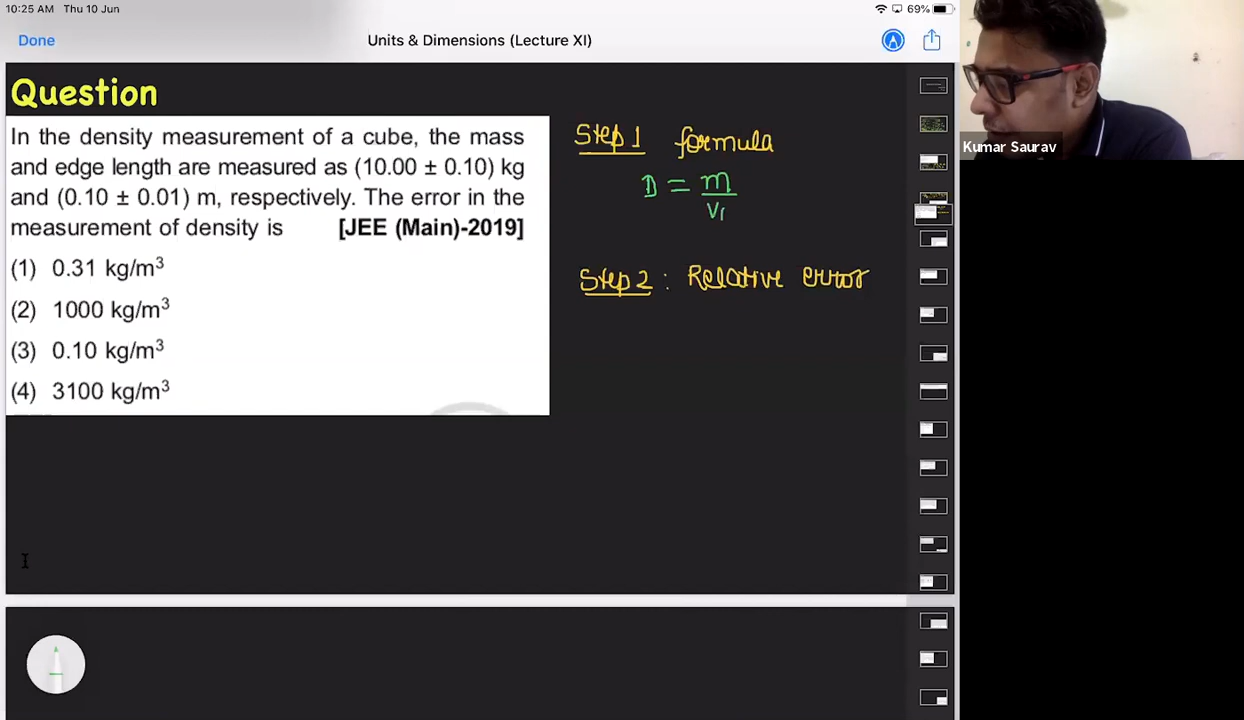 10:25 AM Thu 10 Jun
69%
Done
Units & Dimensions (Lecture XI)
Question
In the density measurement of a cube, the mass
and edge length are measured as (10.00 ± 0.10) kg
and (0.10 ± 0.01) m, respectively. The error in the
measurement of density is [JEE (Main)-2019]
(1) 0.31 kg/m³
(2) 1000 kg/m³
(3) 0.10 kg/m³
(4) 3100 kg/m³
Step 1 formula
D = m/V
Step 2 : Relative error
Kumar Saurav